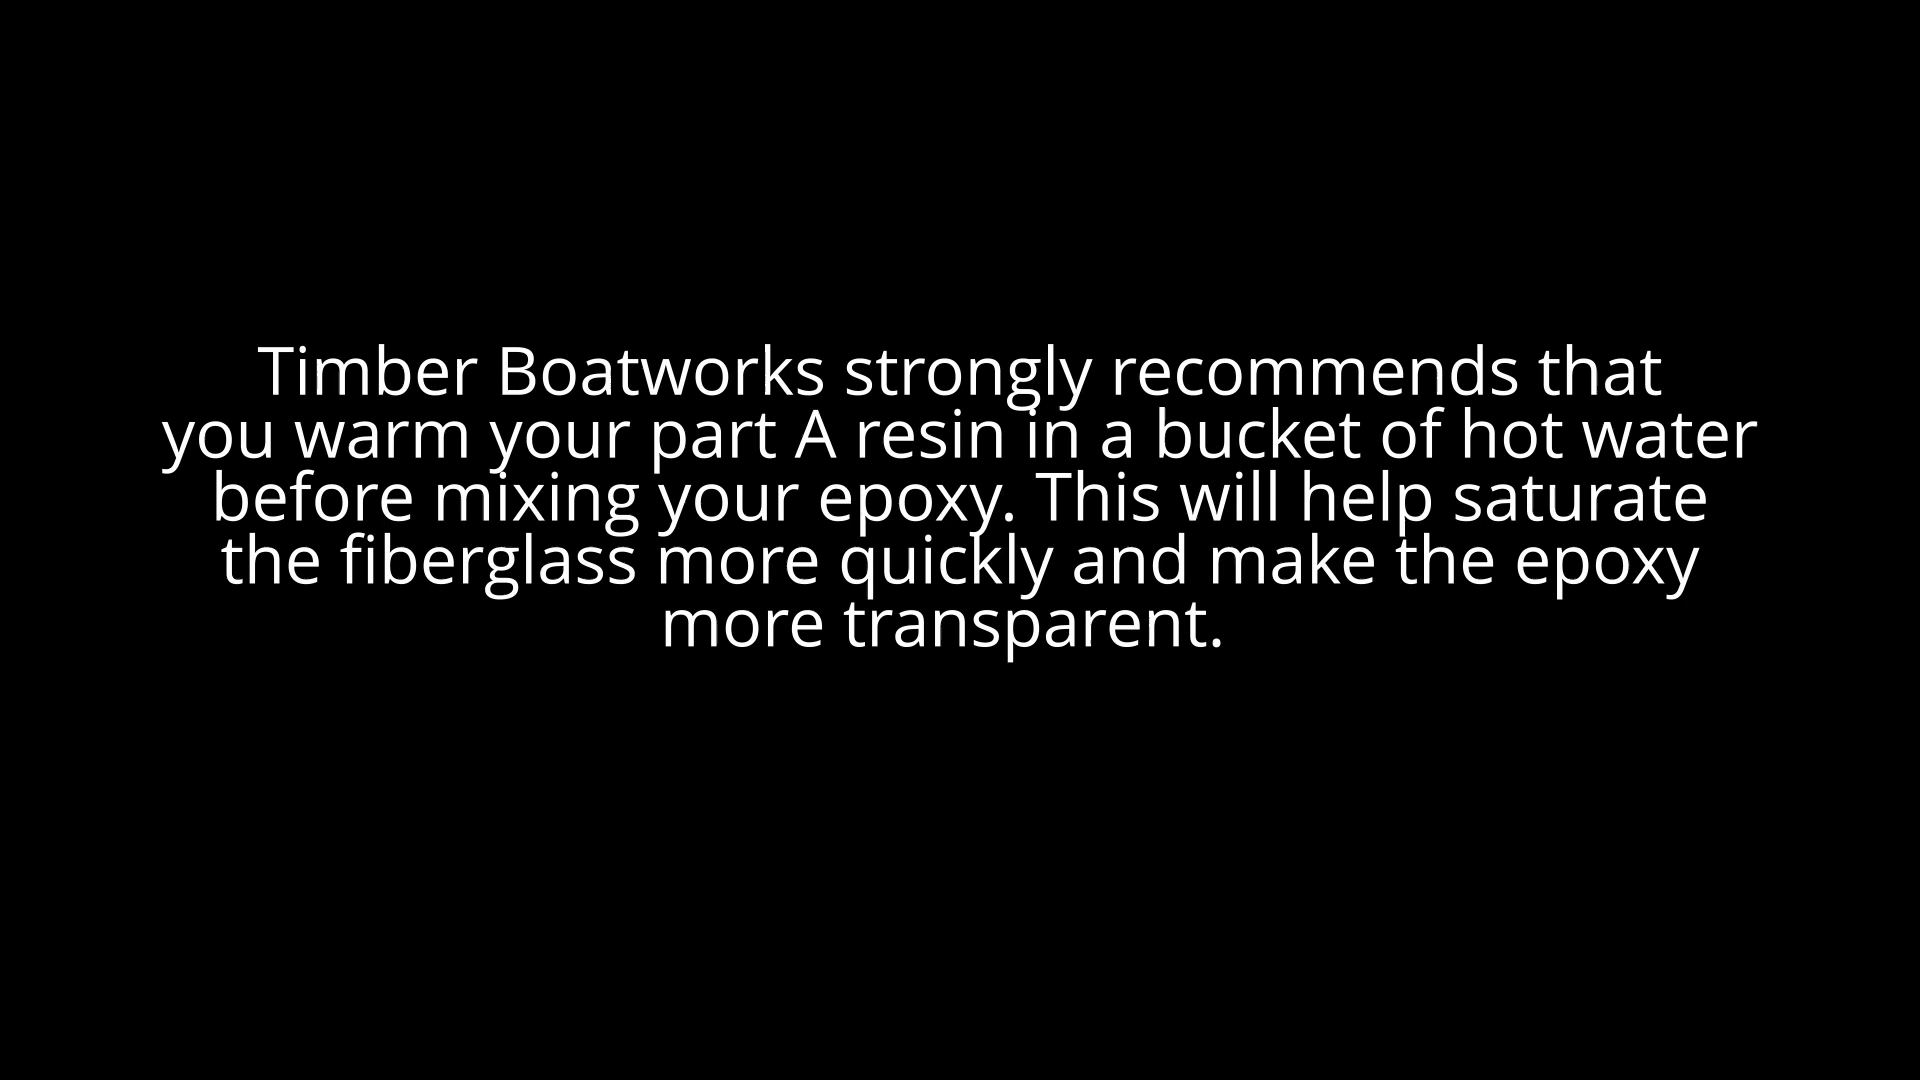 Timber Boatworks strongly recommends that
you warm your part A resin in a bucket of hot water
before mixing your epoxy. This will help saturate
the fiberglass more quickly and make the epoxy
more transparent.